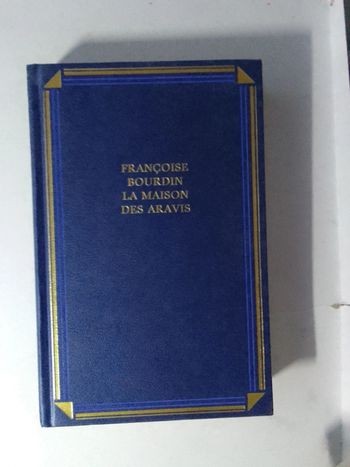 FRANÇOISE
BOURDIN
LA MAISON
DES ARAVIS